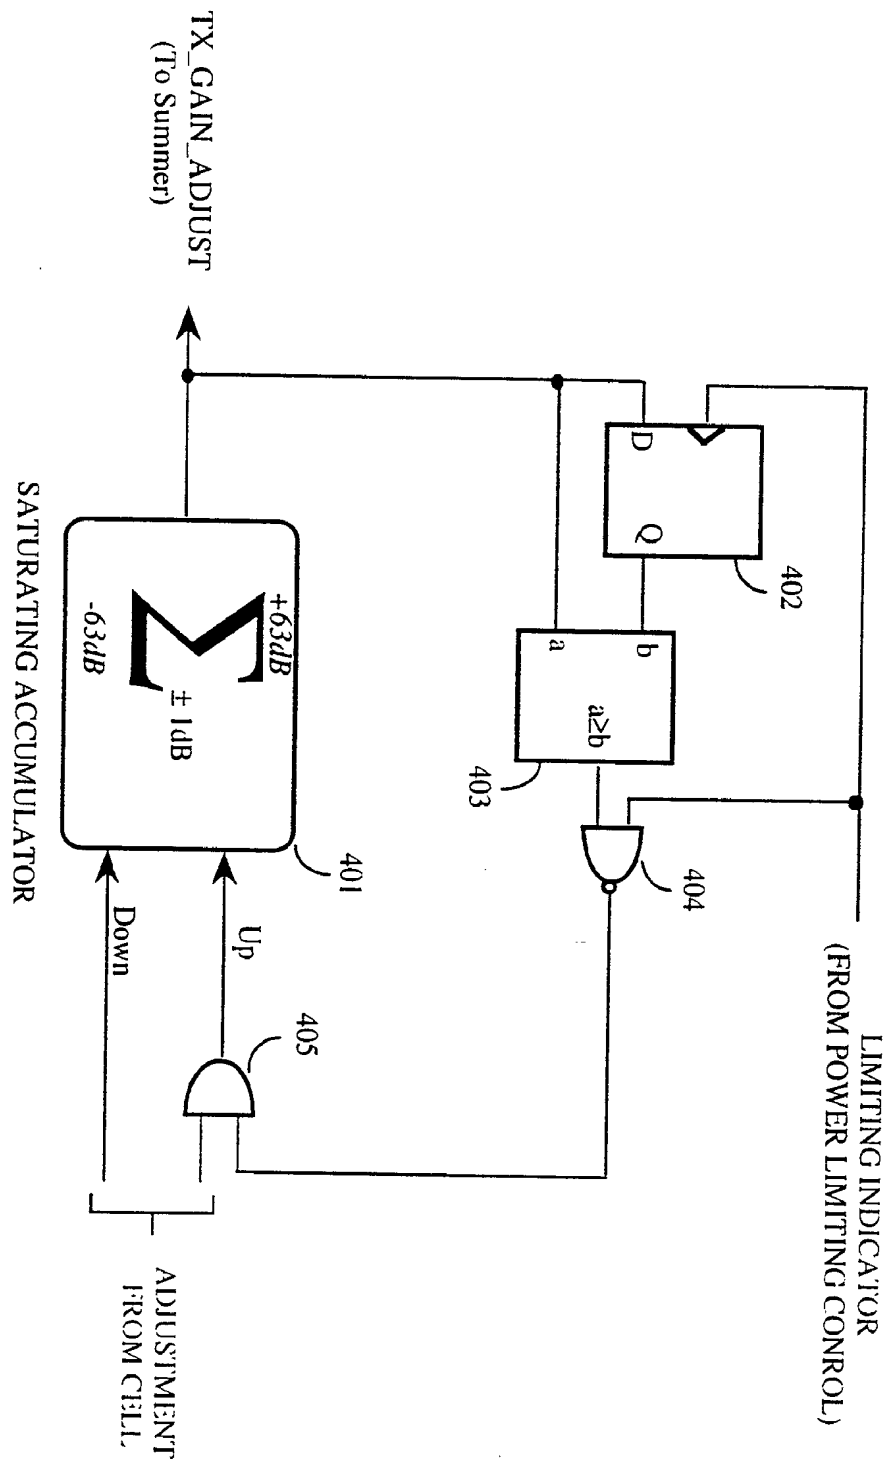 LIMITING INDICATOR
(FROM POWER LIMITING CONROL)
402
D
Q
b
a
a≥b
403
404
TX_GAIN_ADJUST
(To Summer)
+63dB
± 1dB
-63dB
Σ
401
Up
Down
405
ADJUSTMENT
FROM CELL
SATURATING ACCUMULATOR